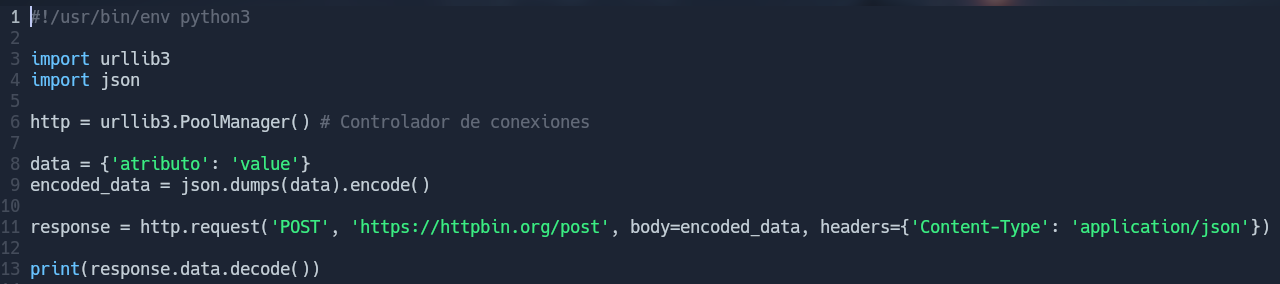 1 #!/usr/bin/env python3
2
3 import urllib3
4 import json
5
6 http = urllib3.PoolManager() # Controlador de conexiones
7
8 data = {'atributo': 'value'}
9 encoded_data = json.dumps(data).encode()
10
11 response = http.request('POST', 'https://httpbin.org/post', body=encoded_data, headers={'Content-Type': 'application/json'})
12
13 print(response.data.decode())